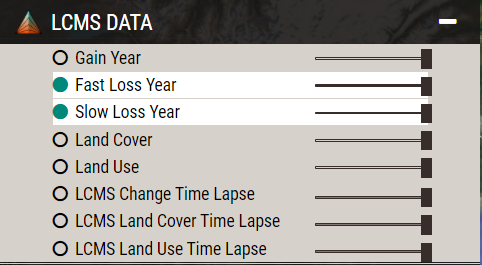 LCMS DATA
Gain Year
Fast Loss Year
Slow Loss Year
Land Cover
Land Use
LCMS Change Time Lapse
LCMS Land Cover Time Lapse
LCMS Land Use Time Lapse